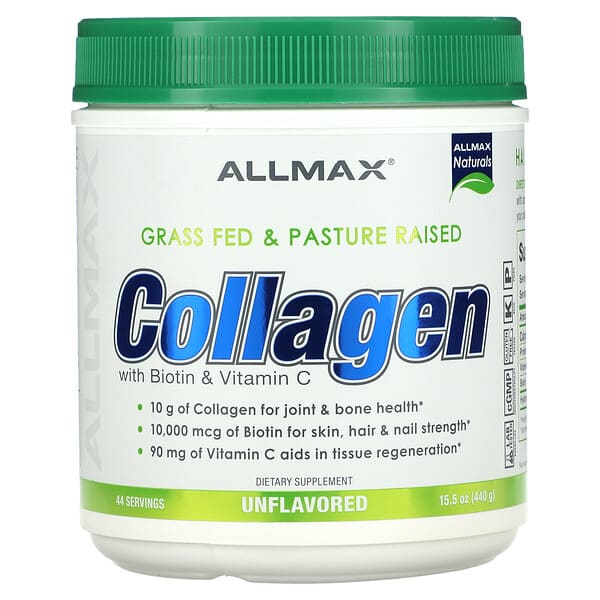 ALLMAX®
ALLMAX
Naturals
GRASS FED & PASTURE RAISED
Collagen
with Biotin & Vitamin C
• 10 g of Collagen for joint & bone health*
• 10,000 mcg of Biotin for skin, hair & nail strength*
• 90 mg of Vitamin C aids in tissue regeneration*
DIETARY SUPPLEMENT
44 SERVINGS
UNFLAVORED
15.5 oz (440 g)
ALLMAX
cGMP